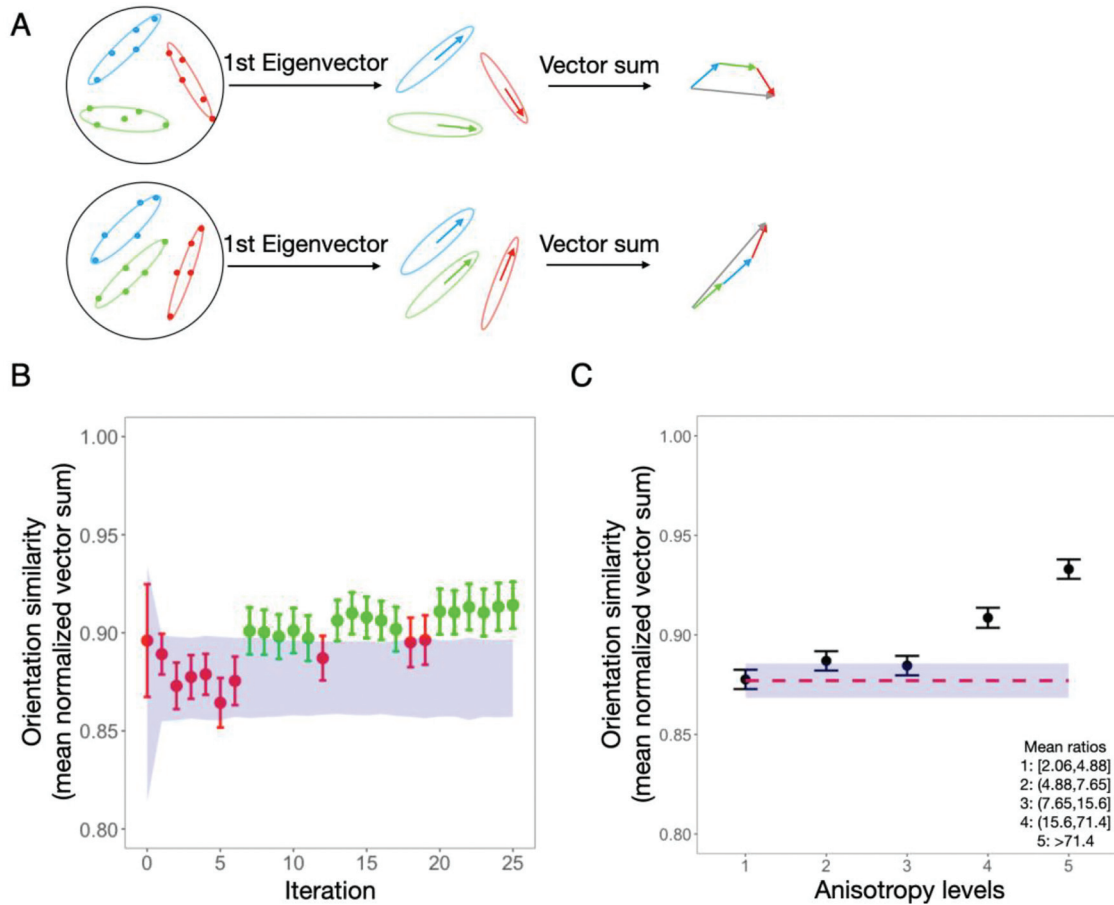 A
1st Eigenvector
Vector sum
1st Eigenvector
Vector sum
B
Orientation similarity
(mean normalized vector sum)
1.00
0.95
0.90
0.85
0.80
0
5
10
15
20
25
Iteration
C
Orientation similarity
(mean normalized vector sum)
1.00
0.95
0.90
0.85
0.80
Mean ratios
1: [2.06,4.88]
2: (4.88,7.65]
3: (7.65,15.6]
4: (15.6,71.4]
5: >71.4
1
2
3
4
5
Anisotropy levels